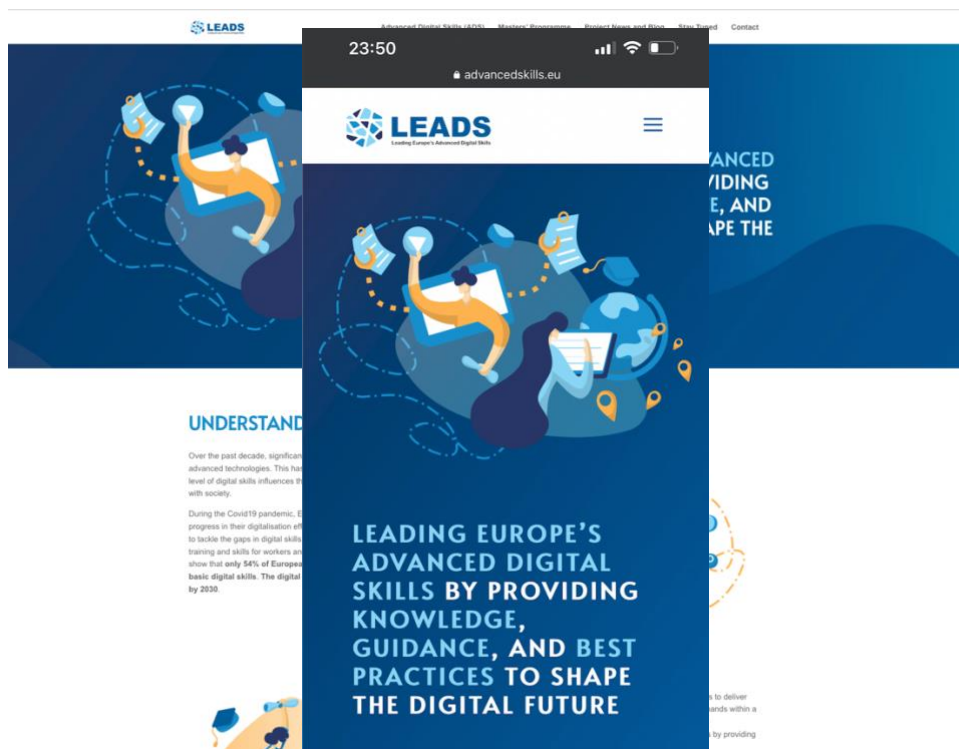 LEADS
Advanced Digital Skills (ADS) Masters' Programme Project News and Blog Stay Tuned Contact
23:50
advancedskills.eu
LEADS
Leading Europe's Advanced Digital Skills
LEADING EUROPE'S
ADVANCED DIGITAL
SKILLS BY PROVIDING
KNOWLEDGE,
GUIDANCE, AND BEST
PRACTICES TO SHAPE
THE DIGITAL FUTURE
E, AND
THE
UNDERSTAND
Over the past decade, significan
advanced technologies. This has
level of digital skills influences th
with society.
During the Covid19 pandemic, E
progress in their digitalisation eff
to tackle the gaps in digital skills
training and skills for workers an
show that only 54% of Europea
basic digital skills. The digital
by 2030.
s to deliver
ands within a
by providing